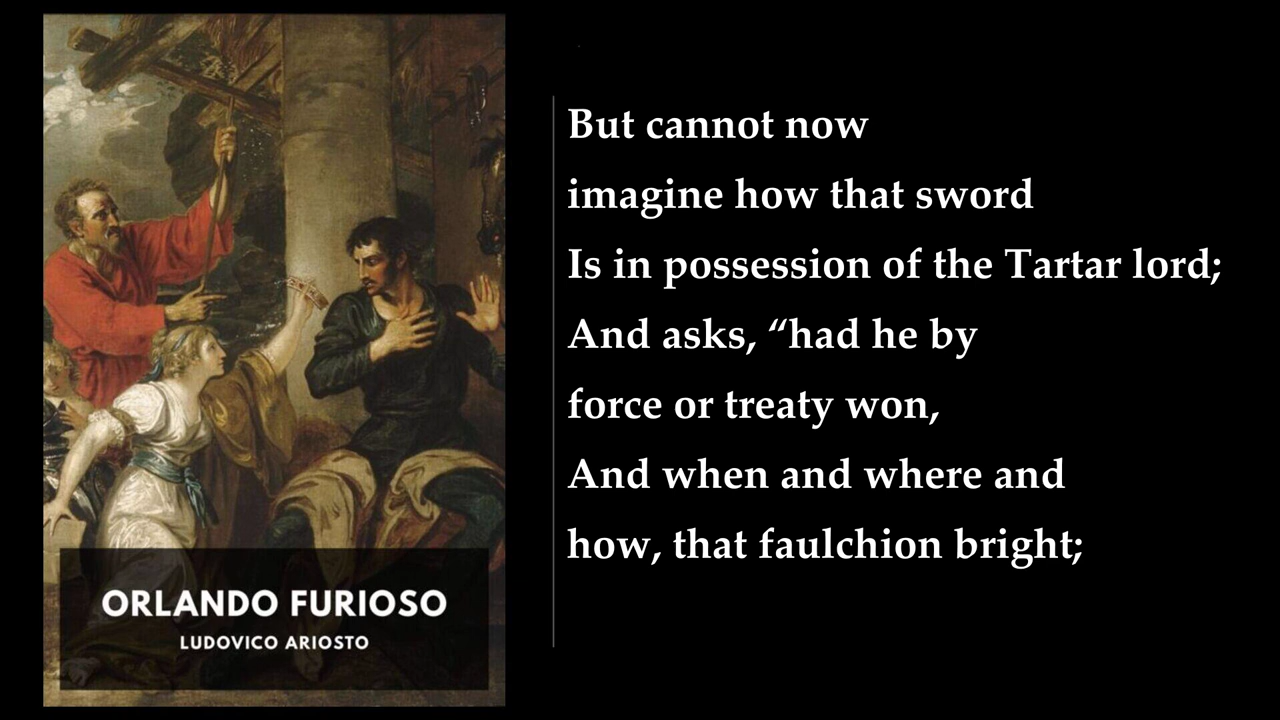 But cannot now
imagine how that sword
Is in possession of the Tartar lord;
And asks, “had he by
force or treaty won,
And when and where and
how, that faulchion bright;
ORLANDO FURIOSO
LUDOVICO ARIOSTO